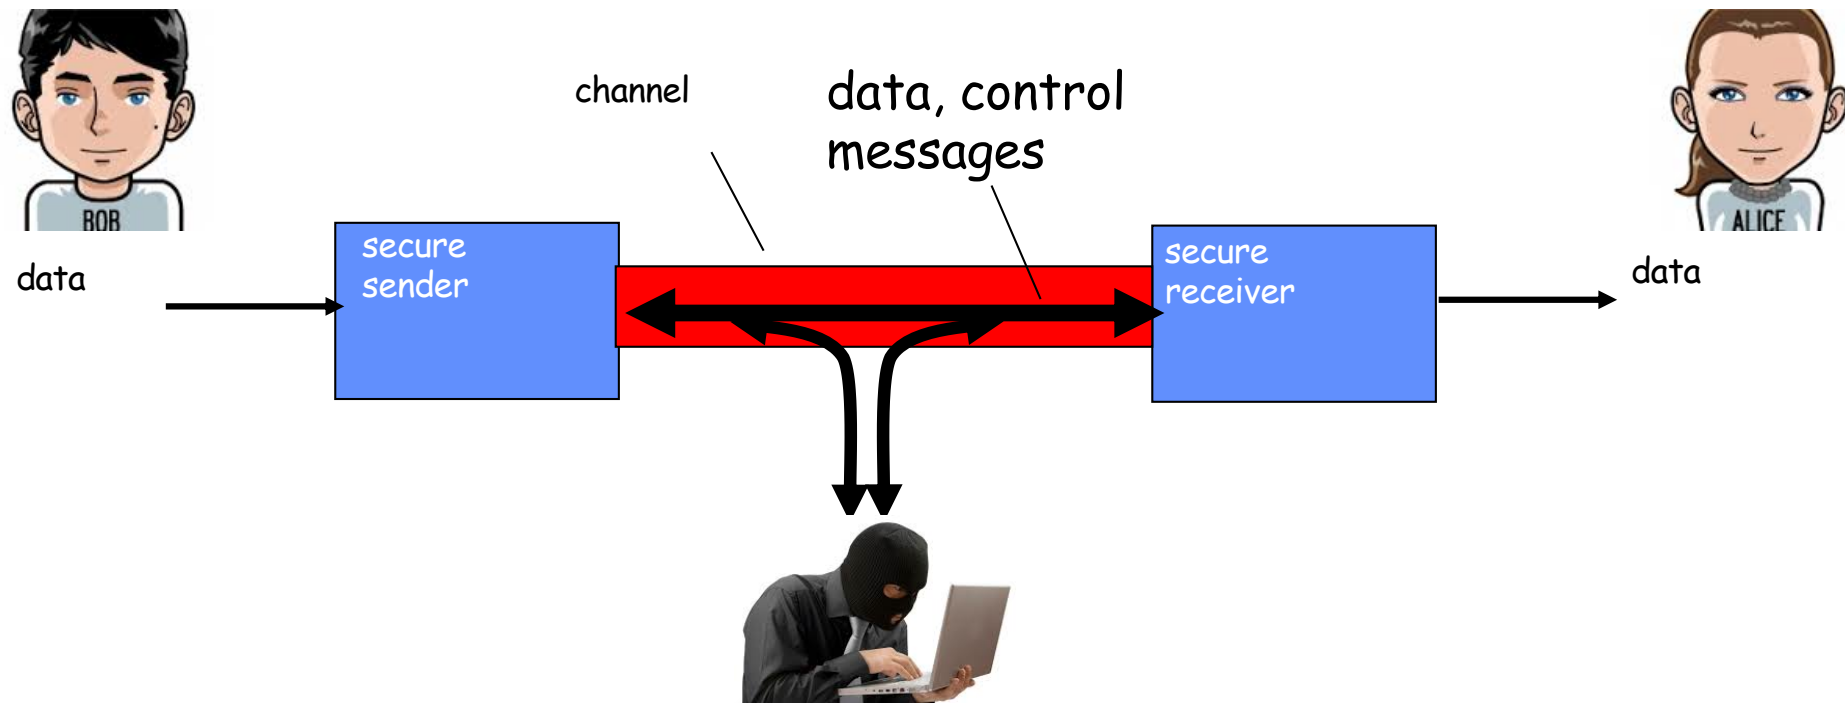 BOB
ALICE
channel
data, control
messages
data
secure
sender
secure
receiver
data